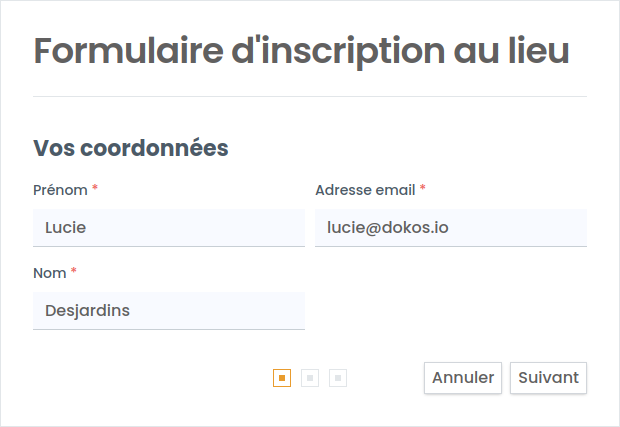 Formulaire d'inscription au lieu
Vos coordonnées
Prénom *
Adresse email *
Lucie
lucie@dokos.io
Nom *
Desjardins
Annuler
Suivant